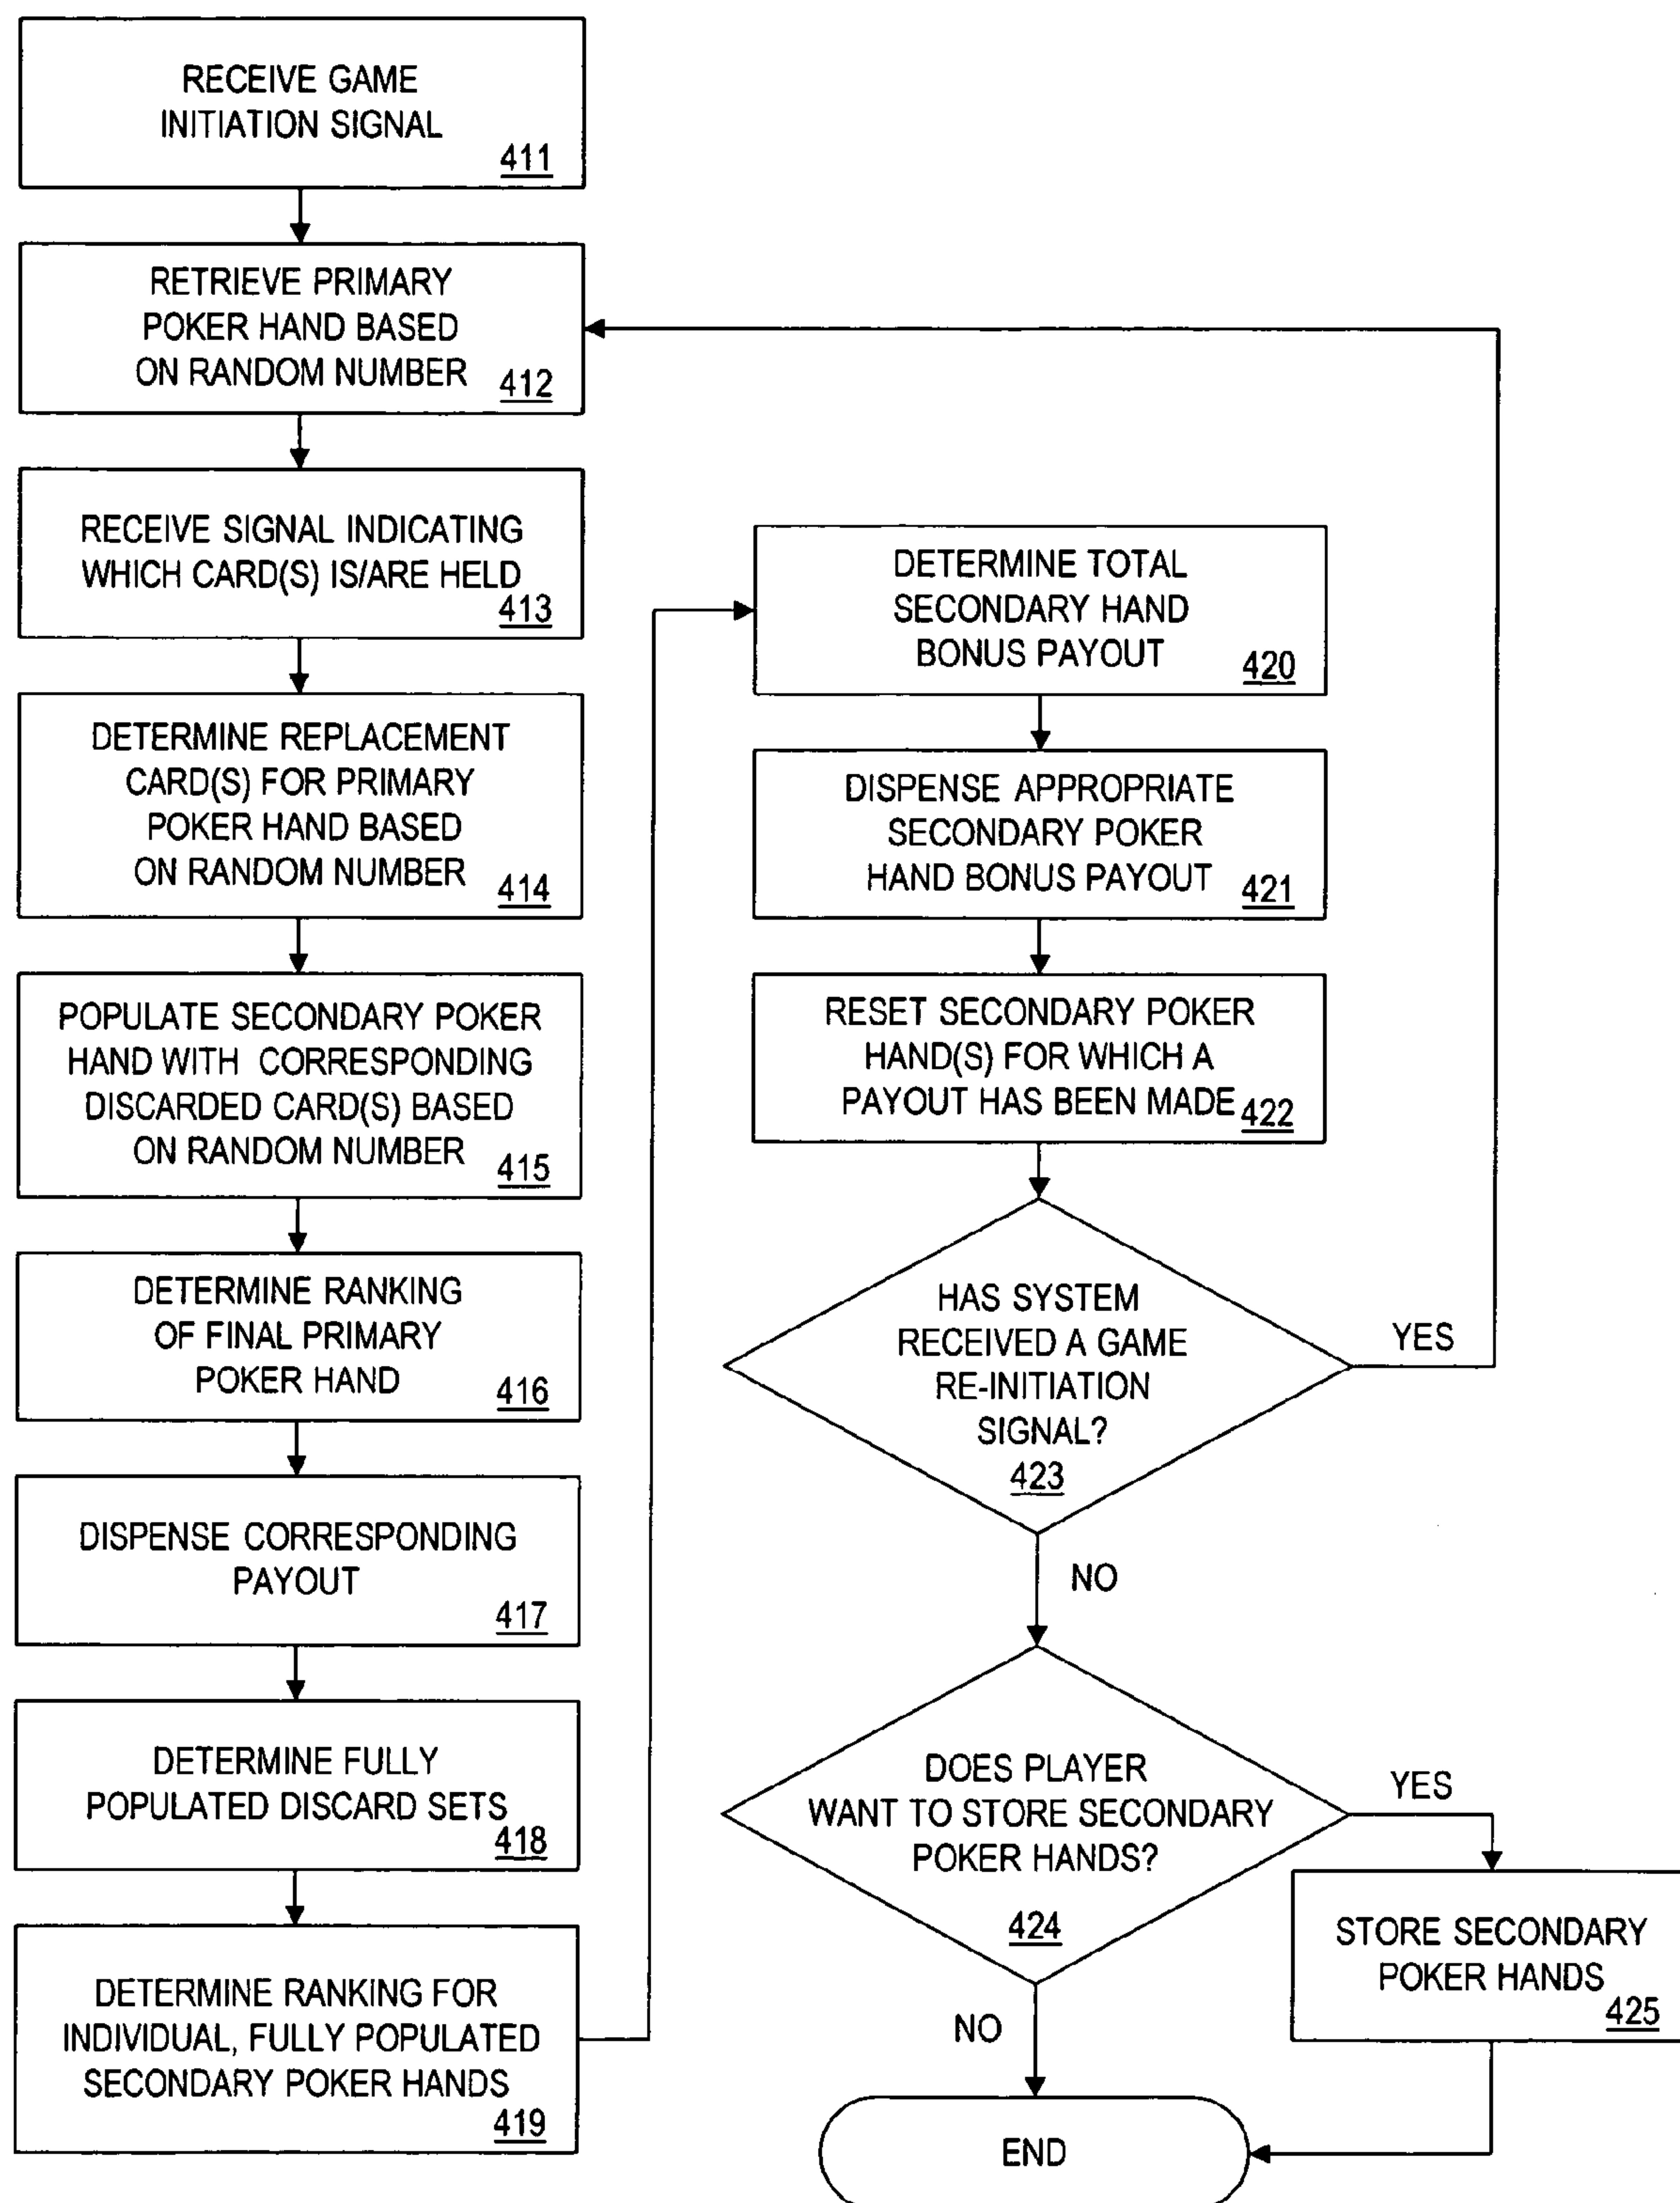 RECEIVE GAME
INITIATION SIGNAL
411
RETRIEVE PRIMARY
POKER HAND BASED
ON RANDOM NUMBER
412
RECEIVE SIGNAL INDICATING
WHICH CARD(S) IS/ARE HELD
413
DETERMINE REPLACEMENT
CARD(S) FOR PRIMARY
POKER HAND BASED
ON RANDOM NUMBER
414
POPULATE SECONDARY POKER
HAND WITH CORRESPONDING
DISCARDED CARD(S) BASED
ON RANDOM NUMBER
415
DETERMINE RANKING
OF FINAL PRIMARY
POKER HAND
416
DISPENSE CORRESPONDING
PAYOUT
417
DETERMINE FULLY
POPULATED DISCARD SETS
418
DETERMINE RANKING FOR
INDIVIDUAL, FULLY POPULATED
SECONDARY POKER HANDS
419
DETERMINE TOTAL
SECONDARY HAND
BONUS PAYOUT
420
DISPENSE APPROPRIATE
SECONDARY POKER
HAND BONUS PAYOUT
421
RESET SECONDARY POKER
HAND(S) FOR WHICH A
PAYOUT HAS BEEN MADE
422
HAS SYSTEM
RECEIVED A GAME
RE-INITIATION
SIGNAL?
423
YES
NO
DOES PLAYER
WANT TO STORE SECONDARY
POKER HANDS?
424
YES
NO
STORE SECONDARY
POKER HANDS
425
END